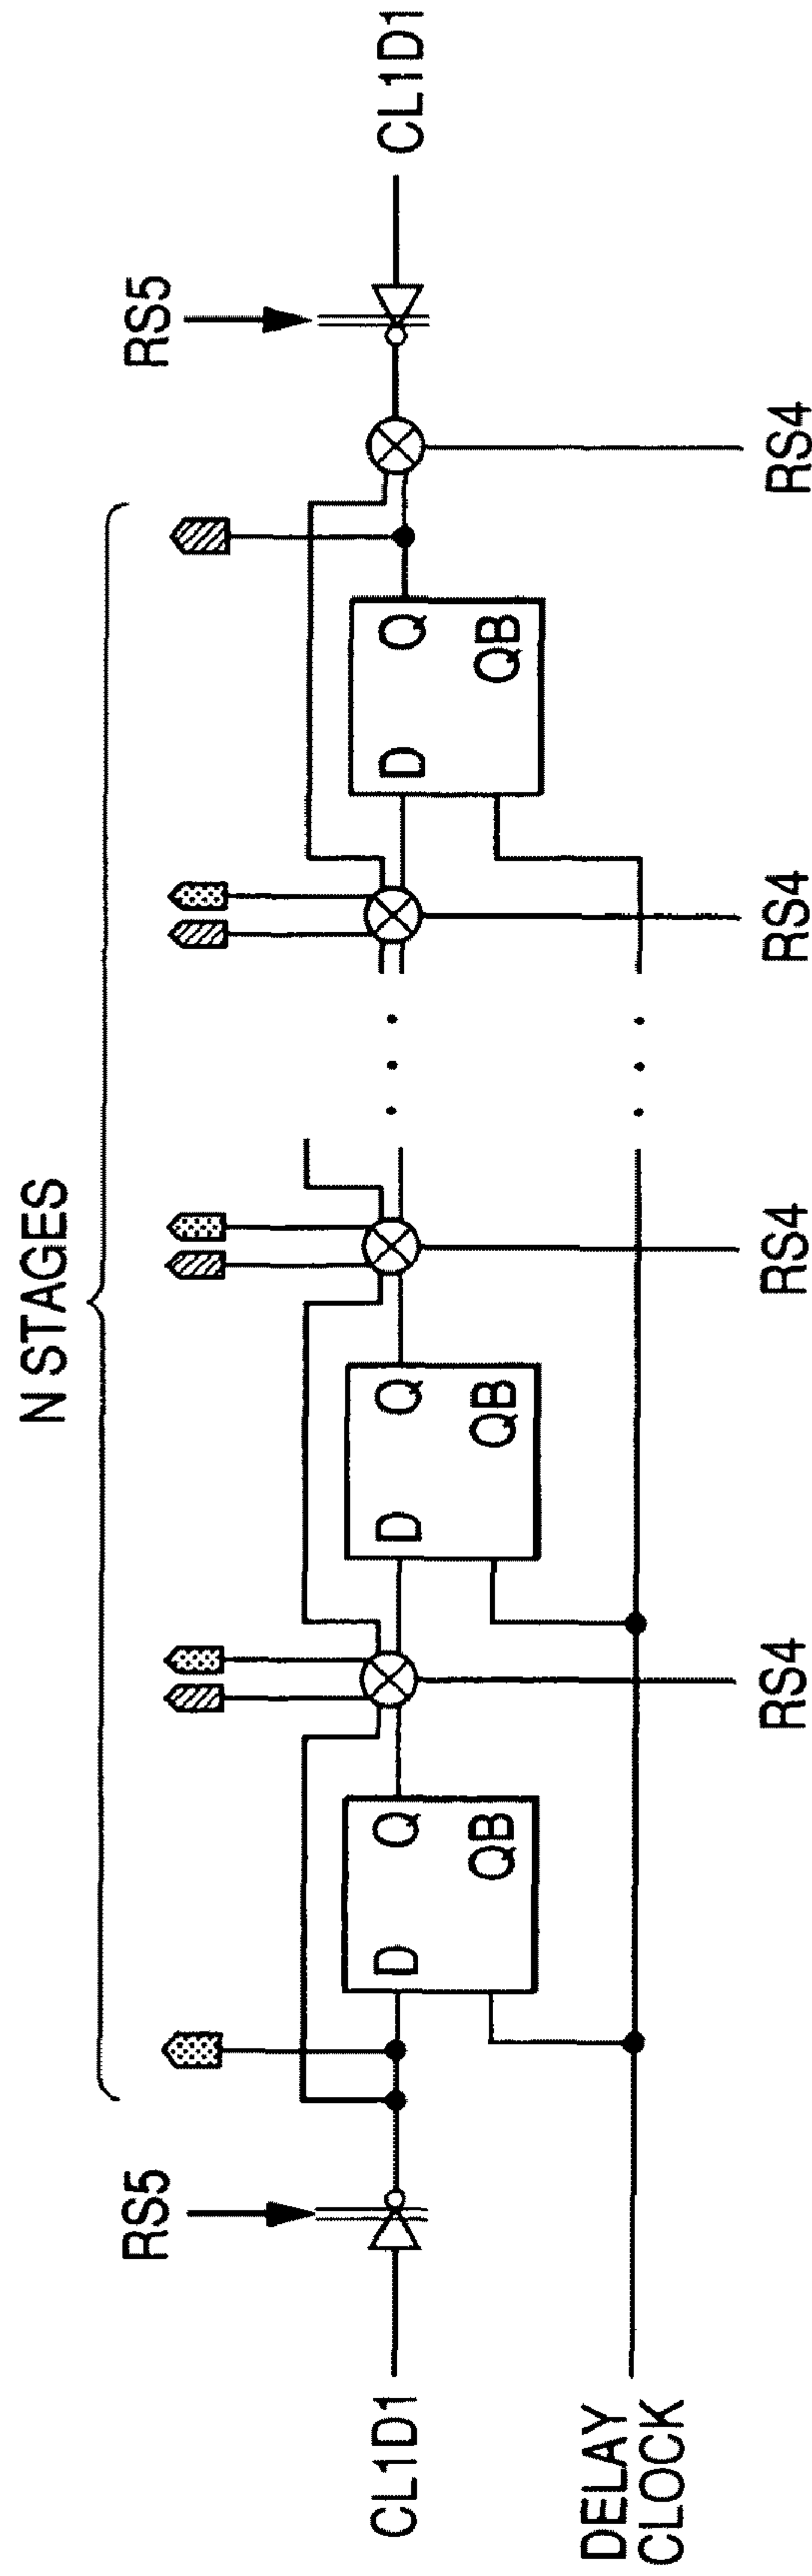 N STAGES
RS5
RS5
CL1D1
D
Q
QB
D
Q
QB
D
Q
QB
CL1D1
DELAY
CLOCK
RS4
RS4
RS4
RS4